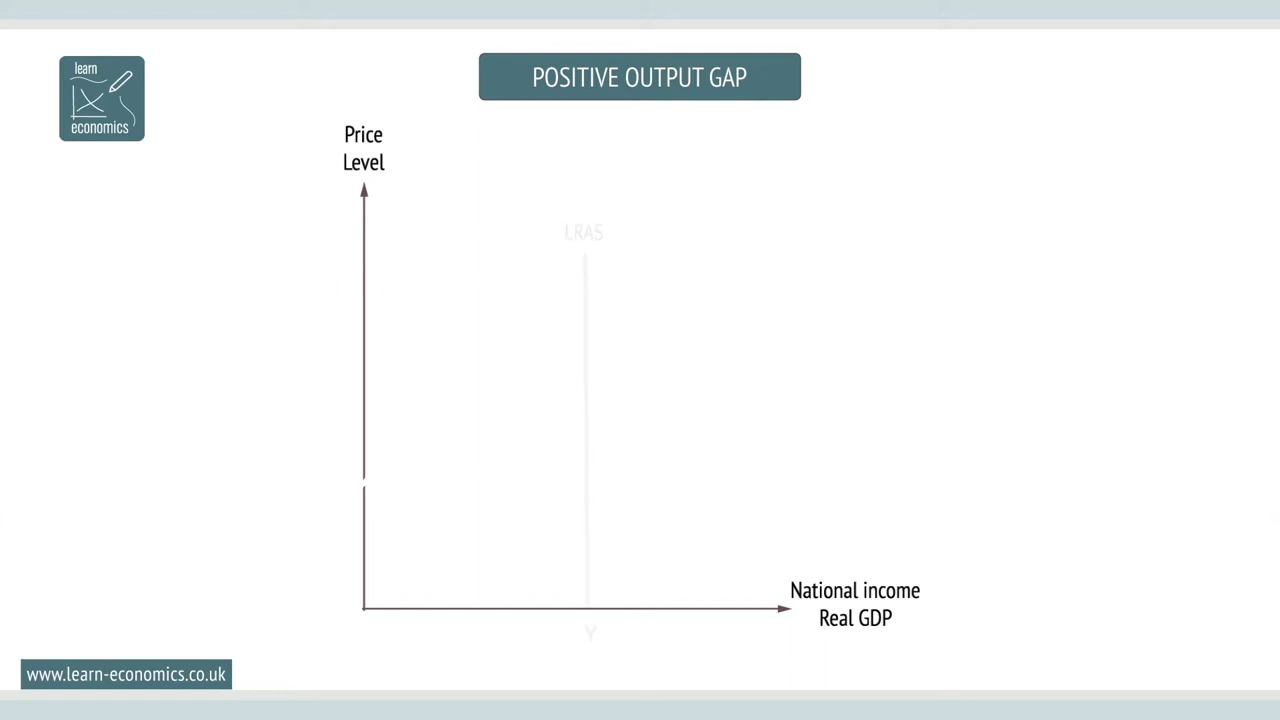 learn
economics
POSITIVE OUTPUT GAP
Price
Level
LRAS
National income
Real GDP
Y
www.learn-economics.co.uk